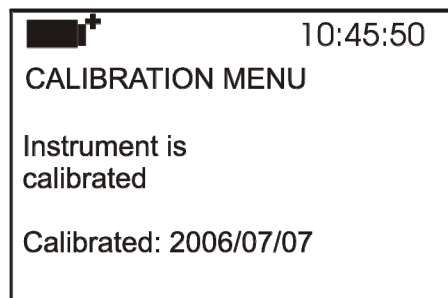 10:45:50
CALIBRATION MENU
Instrument is
calibrated
Calibrated: 2006/07/07